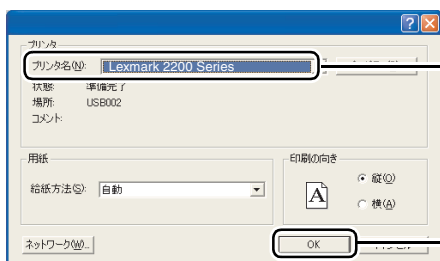 プリンタ
プリンタ名(N): Lexmark 2200 Series
状態: 準備完了
場所: USB002
コメント:
用紙
給紙方法(S): 自動
印刷の向き
A
縦(O)
横(A)
ネットワーク(W)...
OK